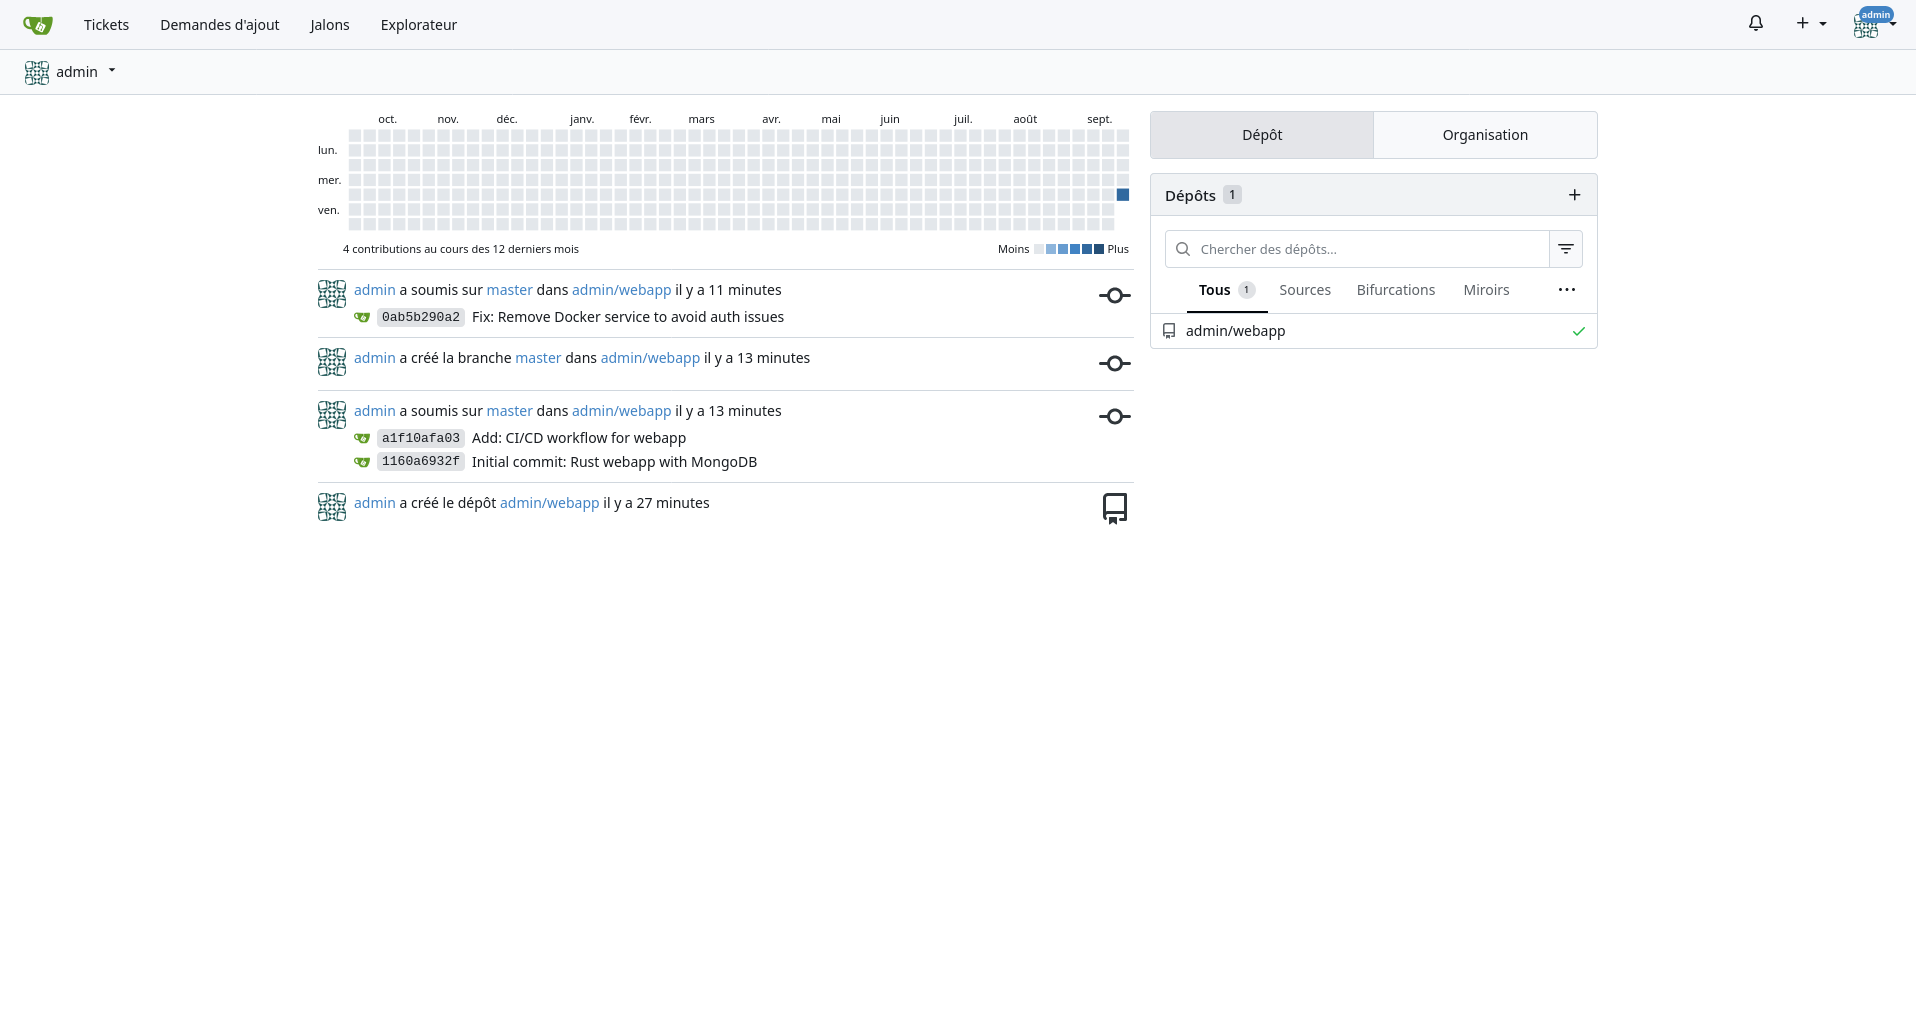 Tickets Demandes d'ajout Jalons Explorateur admin
admin
oct. nov. déc. janv. févr. mars avr. mai juin juil. août sept.
lun.
mer.
ven.
4 contributions au cours des 12 derniers mois Moins Plus
admin a soumis sur master dans admin/webapp il y a 11 minutes
0ab5b290a2 Fix: Remove Docker service to avoid auth issues
admin a créé la branche master dans admin/webapp il y a 13 minutes
admin a soumis sur master dans admin/webapp il y a 13 minutes
a1f10afa03 Add: CI/CD workflow for webapp
1160a6932f Initial commit: Rust webapp with MongoDB
admin a créé le dépôt admin/webapp il y a 27 minutes
Dépôt Organisation
Dépôts 1
Chercher des dépôts...
Tous 1 Sources Bifurcations Miroirs
admin/webapp